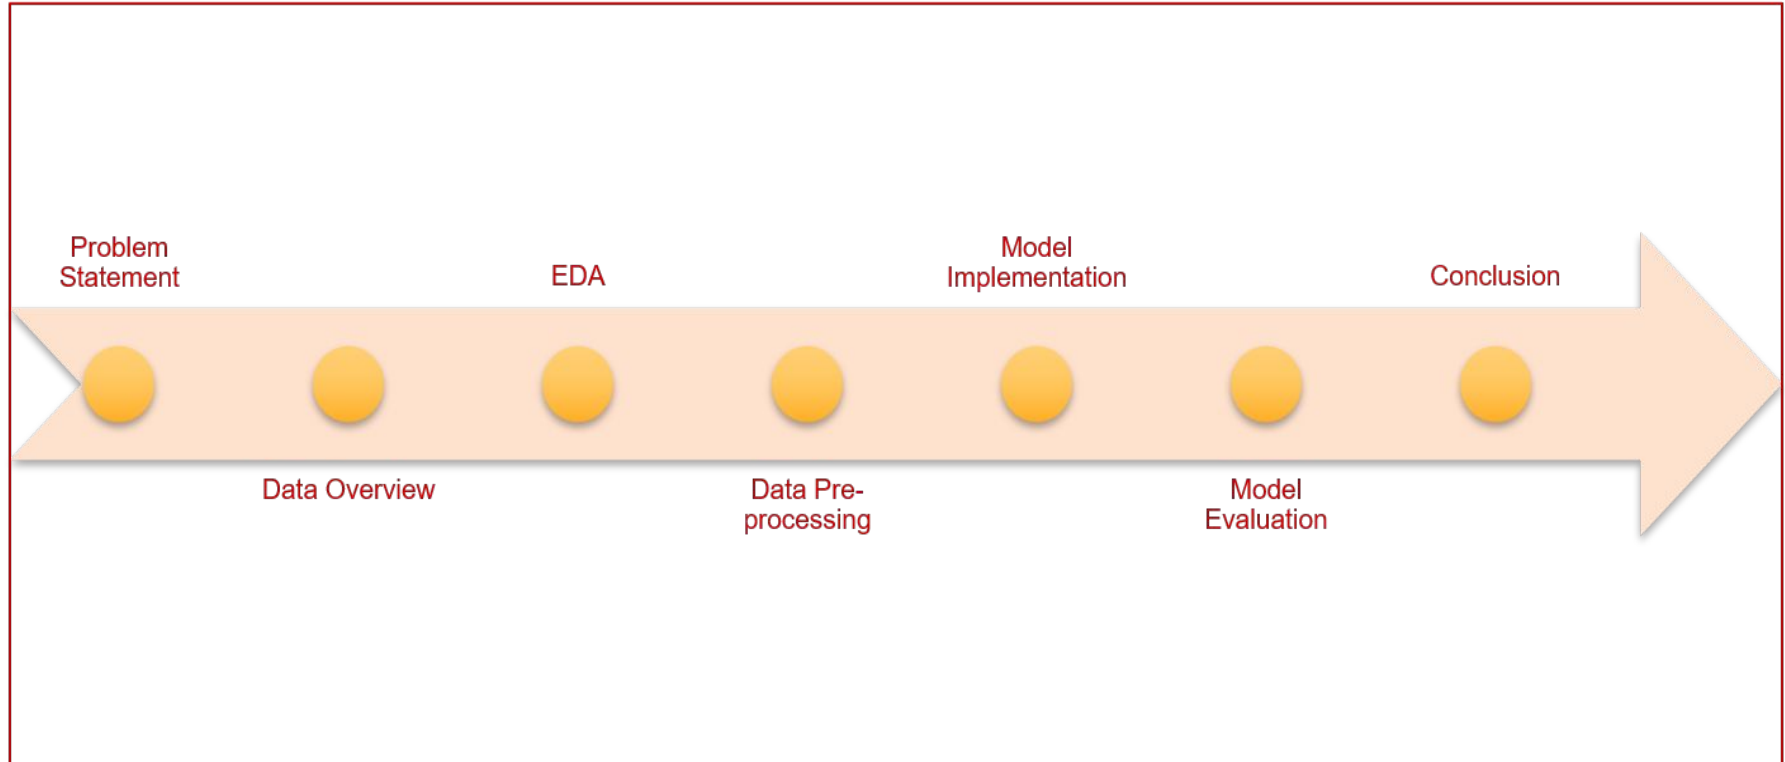 Problem
Statement
Data Overview
EDA
Data Pre-
processing
Model
Implementation
Model
Evaluation
Conclusion